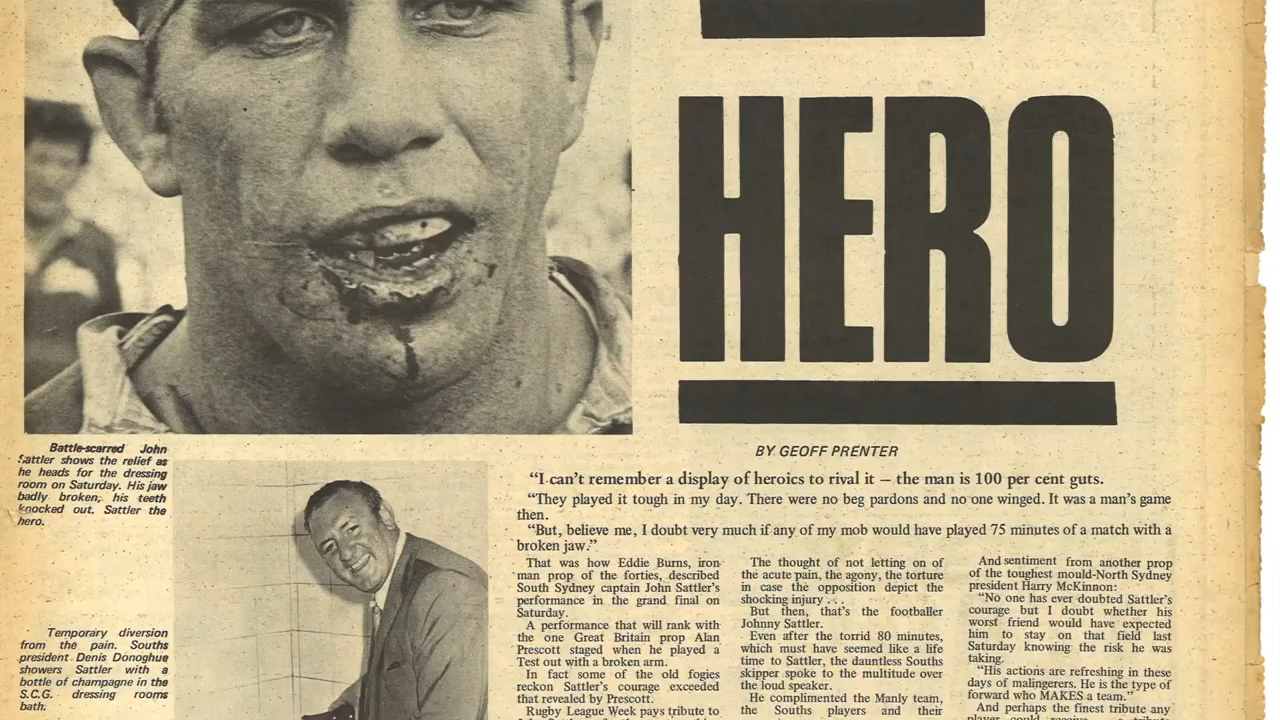 HERO
Battle-scarred John
Sattler shows the relief as
he heads for the dressing
room on Saturday. His jaw
badly broken, his teeth
knocked out. Sattler the
hero.
Temporary diversion
from the pain. Souths
president Denis Donoghue
showers Sattler with a
bottle of champagne in the
S.C.G. dressing rooms
bath.
BY GEOFF PRENTER
"I can't remember a display of heroics to rival it — the man is 100 per cent guts.
"They played it tough in my day. There were no beg pardons and no one winged. It was a man's game
then.
"But, believe me, I doubt very much if any of my mob would have played 75 minutes of a match with a
broken jaw."
That was how Eddie Burns, iron
man prop of the forties, described
South Sydney captain John Sattler's
performance in the grand final on
Saturday.
A performance that will rank with
the one Great Britain prop Alan
Prescott staged when he played a
Test out with a broken arm.
In fact some of the old fogies
reckon Sattler's courage exceeded
that revealed by Prescott.
Rugby League Week pays tribute to
The thought of not letting on of
the acute pain, the agony, the torture
in case the opposition depict the
shocking injury . . .
But then, that's the footballer
Johnny Sattler.
Even after the torrid 80 minutes,
which must have seemed like a life
time to Sattler, the dauntless Souths
skipper spoke to the multitude over
the loud speaker.
He complimented the Manly team,
the Souths players and their
And sentiment from another prop
of the toughest mould-North Sydney
president Harry McKinnon:
"No one has ever doubted Sattler's
courage but I doubt whether his
worst friend would have expected
him to stay on that field last
Saturday knowing the risk he was
taking.
"His actions are refreshing in these
days of malingerers. He is the type of
forward who MAKES a team."
And perhaps the finest tribute any